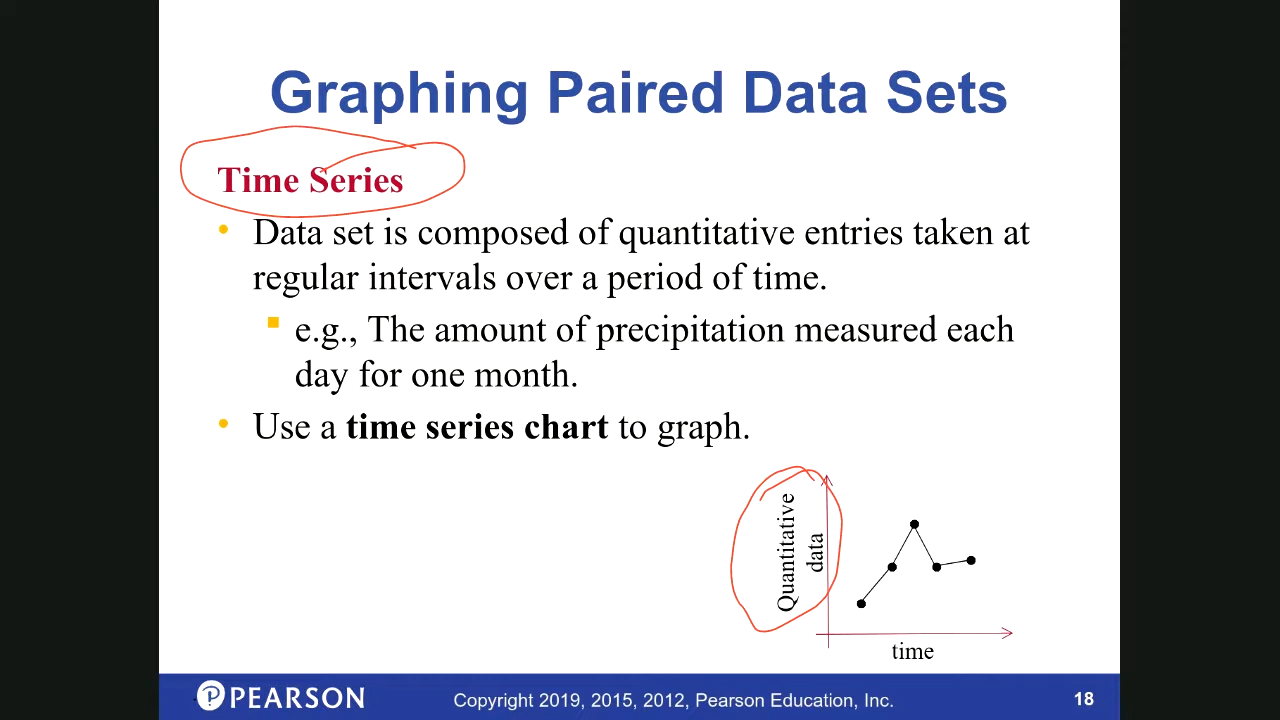 Graphing Paired Data Sets
Time Series
• Data set is composed of quantitative entries taken at
regular intervals over a period of time.
▪ e.g., The amount of precipitation measured each
day for one month.
• Use a time series chart to graph.
Quantitative
data
time
PEARSON
Copyright 2019, 2015, 2012, Pearson Education, Inc.
18